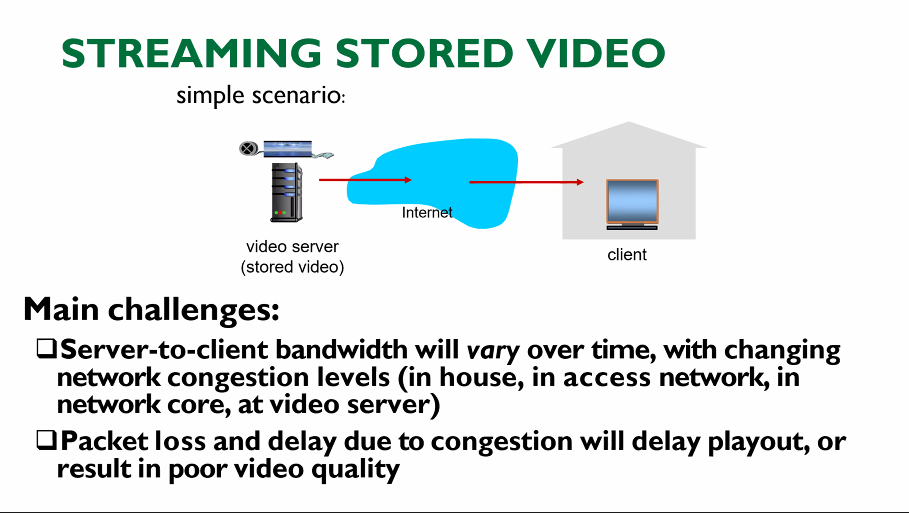 STREAMING STORED VIDEO
simple scenario:
Internet
video server
(stored video)
client
Main challenges:
❑Server-to-client bandwidth will vary over time, with changing
network congestion levels (in house, in access network, in
network core, at video server)
❑Packet loss and delay due to congestion will delay playout, or
result in poor video quality